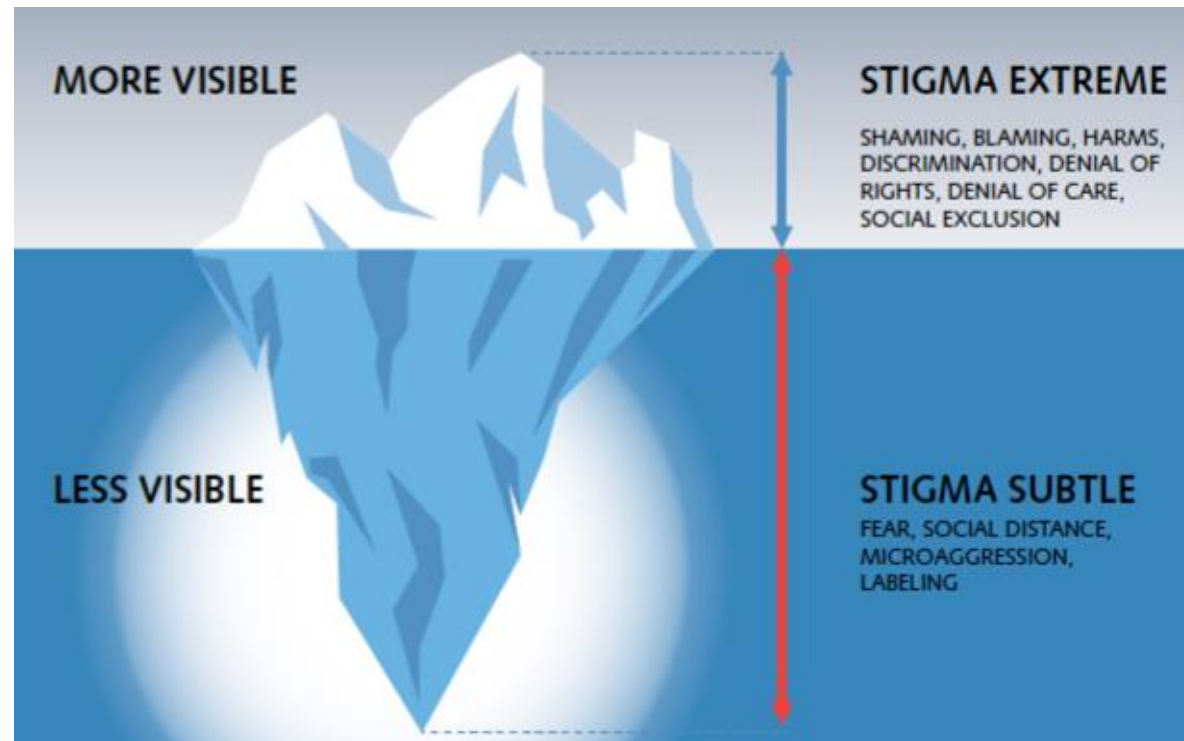 MORE VISIBLE
STIGMA EXTREME
SHAMING, BLAMING, HARMS,
DISCRIMINATION, DENIAL OF
RIGHTS, DENIAL OF CARE,
SOCIAL EXCLUSION
LESS VISIBLE
STIGMA SUBTLE
FEAR, SOCIAL DISTANCE,
MICROAGGRESSION,
LABELING